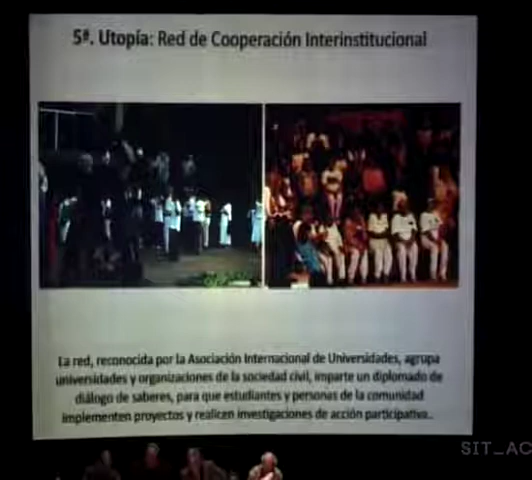 5ª. Utopía: Red de Cooperación Interinstitucional
La red, reconocida por la Asociación Internacional de Universidades, agrupa
universidades y organizaciones de la sociedad civil, imparte un diplomado de
diálogo de saberes, para que estudiantes y personas de la comunidad
implementen proyectos y realicen investigaciones de acción participativa..
SIT_AC